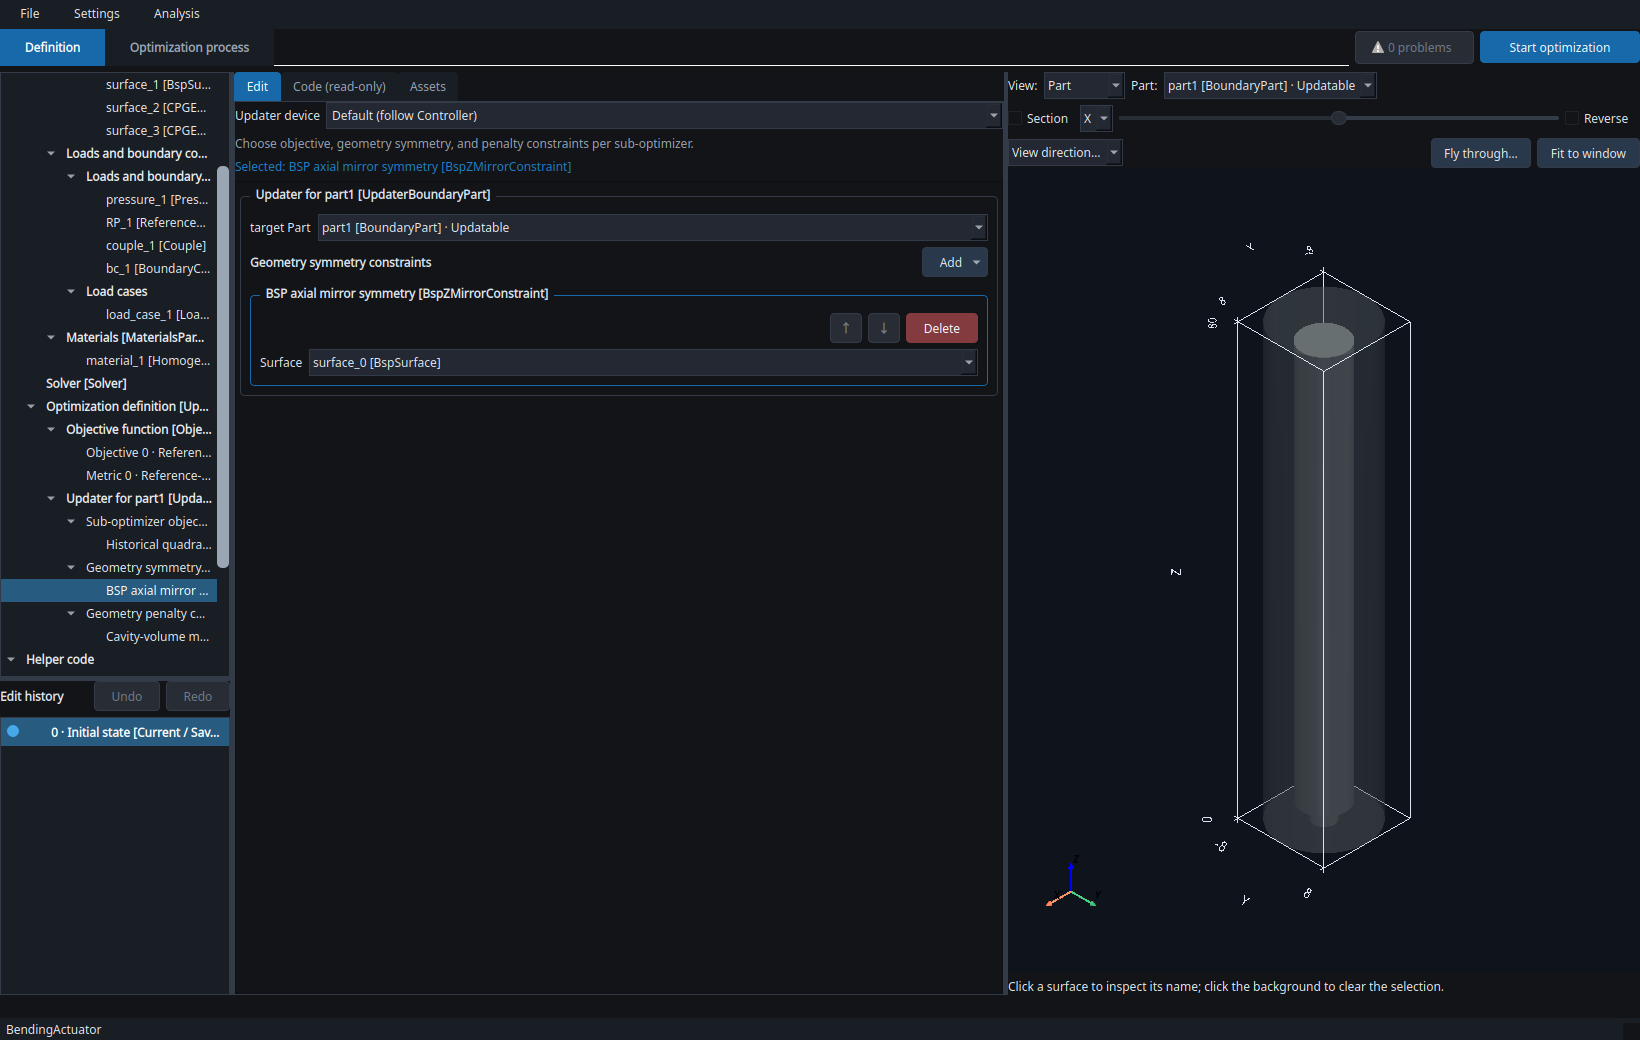 File Settings Analysis
Definition Optimization process 0 problems Start optimization
surface_1 [BspSu...
surface_2 [CPGE...
surface_3 [CPGE...
Loads and boundary co...
Loads and boundary...
pressure_1 [Pres...
RP_1 [Reference...
couple_1 [Couple]
bc_1 [BoundaryC...
Load cases
load_case_1 [Loa...
Materials [MaterialsPar...
material_1 [Homoge...
Solver [Solver]
Optimization definition [Up...
Objective function [Obje...
Objective 0 · Referen...
Metric 0 · Reference-...
Updater for part1 [Upda...
Sub-optimizer objec...
Historical quadra...
Geometry symmetry...
BSP axial mirror ...
Geometry penalty c...
Cavity-volume m...
Helper code
Edit history Undo Redo
0 · Initial state [Current / Sav...
Edit Code (read-only) Assets
Updater device Default (follow Controller)
Choose objective, geometry symmetry, and penalty constraints per sub-optimizer.
Selected: BSP axial mirror symmetry [BspZMirrorConstraint]
Updater for part1 [UpdaterBoundaryPart]
target Part part1 [BoundaryPart] · Updatable
Geometry symmetry constraints Add
BSP axial mirror symmetry [BspZMirrorConstraint]
↑ ↓ Delete
Surface surface_0 [BspSurface]
View: Part Part: part1 [BoundaryPart] · Updatable
Section X Reverse
View direction... Fly through... Fit to window
Z
0
Z
Click a surface to inspect its name; click the background to clear the selection.
BendingActuator